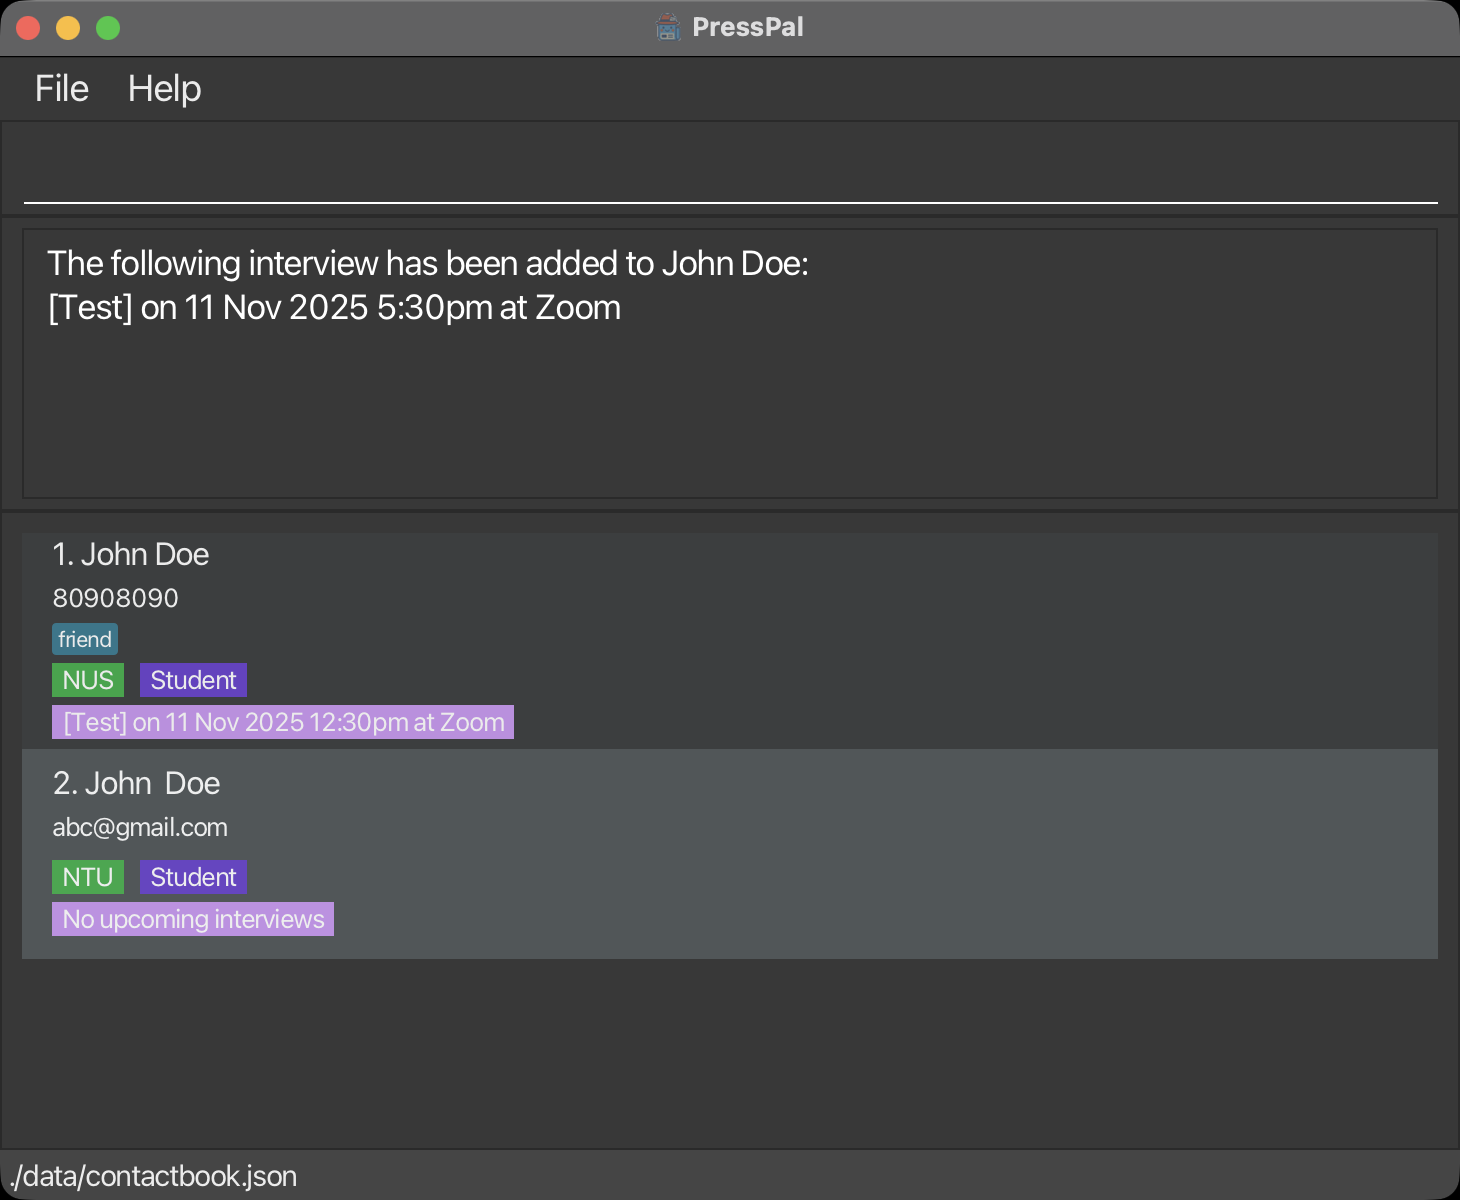 PressPal
File Help
The following interview has been added to John Doe:
[Test] on 11 Nov 2025 5:30pm at Zoom
1. John Doe
80908090
friend
NUS Student
[Test] on 11 Nov 2025 12:30pm at Zoom
2. John  Doe
abc@gmail.com
NTU Student
No upcoming interviews
./data/contactbook.json